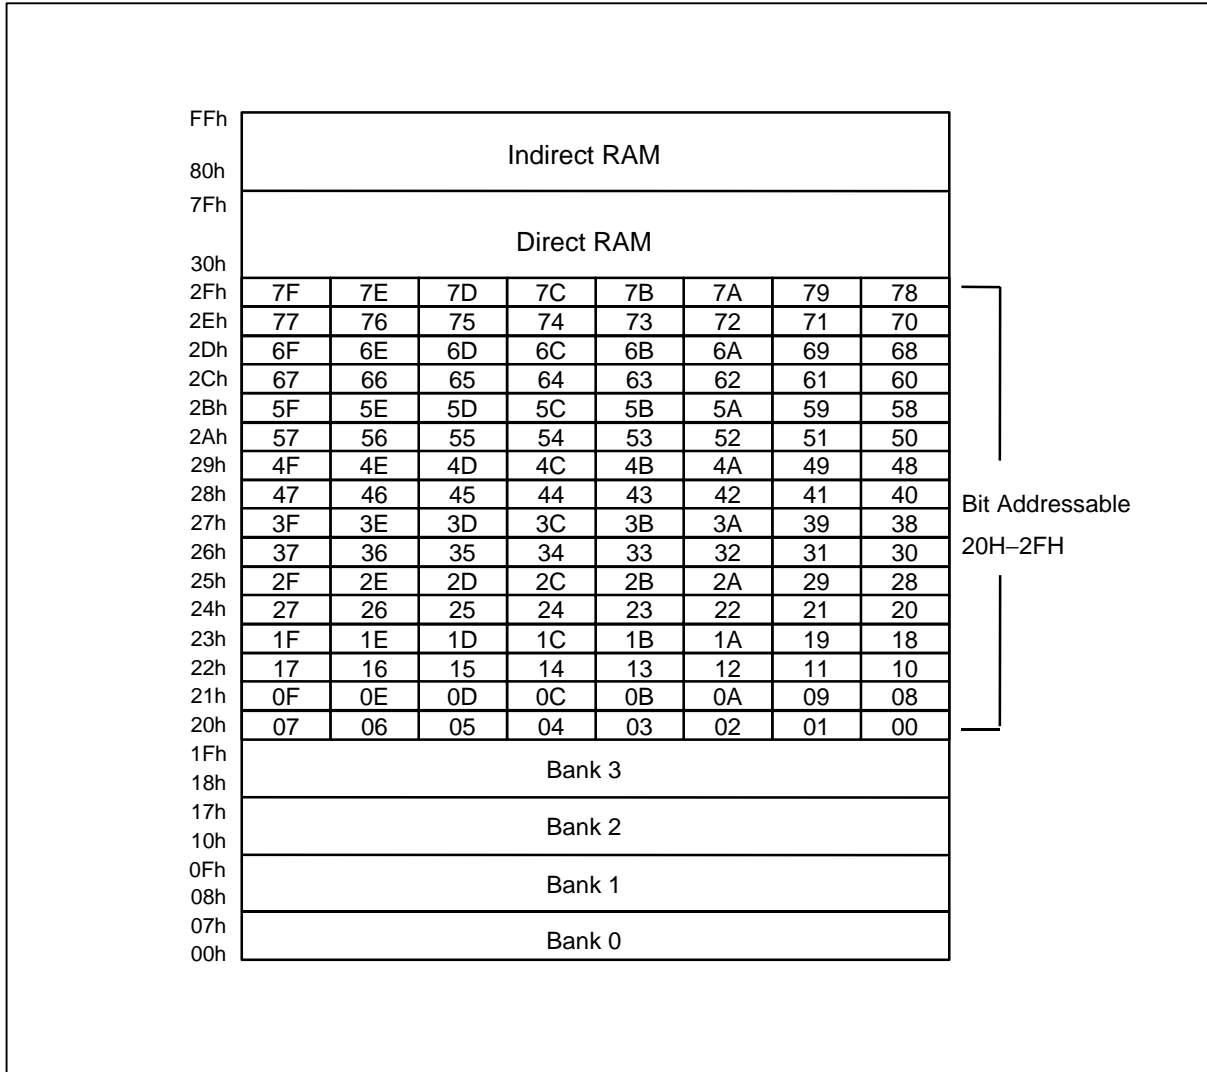 FFh
Indirect RAM
80h
7Fh
Direct RAM
30h
2Fh 7F 7E 7D 7C 7B 7A 79 78
2Eh 77 76 75 74 73 72 71 70
2Dh 6F 6E 6D 6C 6B 6A 69 68
2Ch 67 66 65 64 63 62 61 60
2Bh 5F 5E 5D 5C 5B 5A 59 58
2Ah 57 56 55 54 53 52 51 50
29h 4F 4E 4D 4C 4B 4A 49 48
28h 47 46 45 44 43 42 41 40
Bit Addressable
27h 3F 3E 3D 3C 3B 3A 39 38
20H–2FH
26h 37 36 35 34 33 32 31 30
25h 2F 2E 2D 2C 2B 2A 29 28
24h 27 26 25 24 23 22 21 20
23h 1F 1E 1D 1C 1B 1A 19 18
22h 17 16 15 14 13 12 11 10
21h 0F 0E 0D 0C 0B 0A 09 08
20h 07 06 05 04 03 02 01 00
1Fh
Bank 3
18h
17h
Bank 2
10h
0Fh
Bank 1
08h
07h
Bank 0
00h